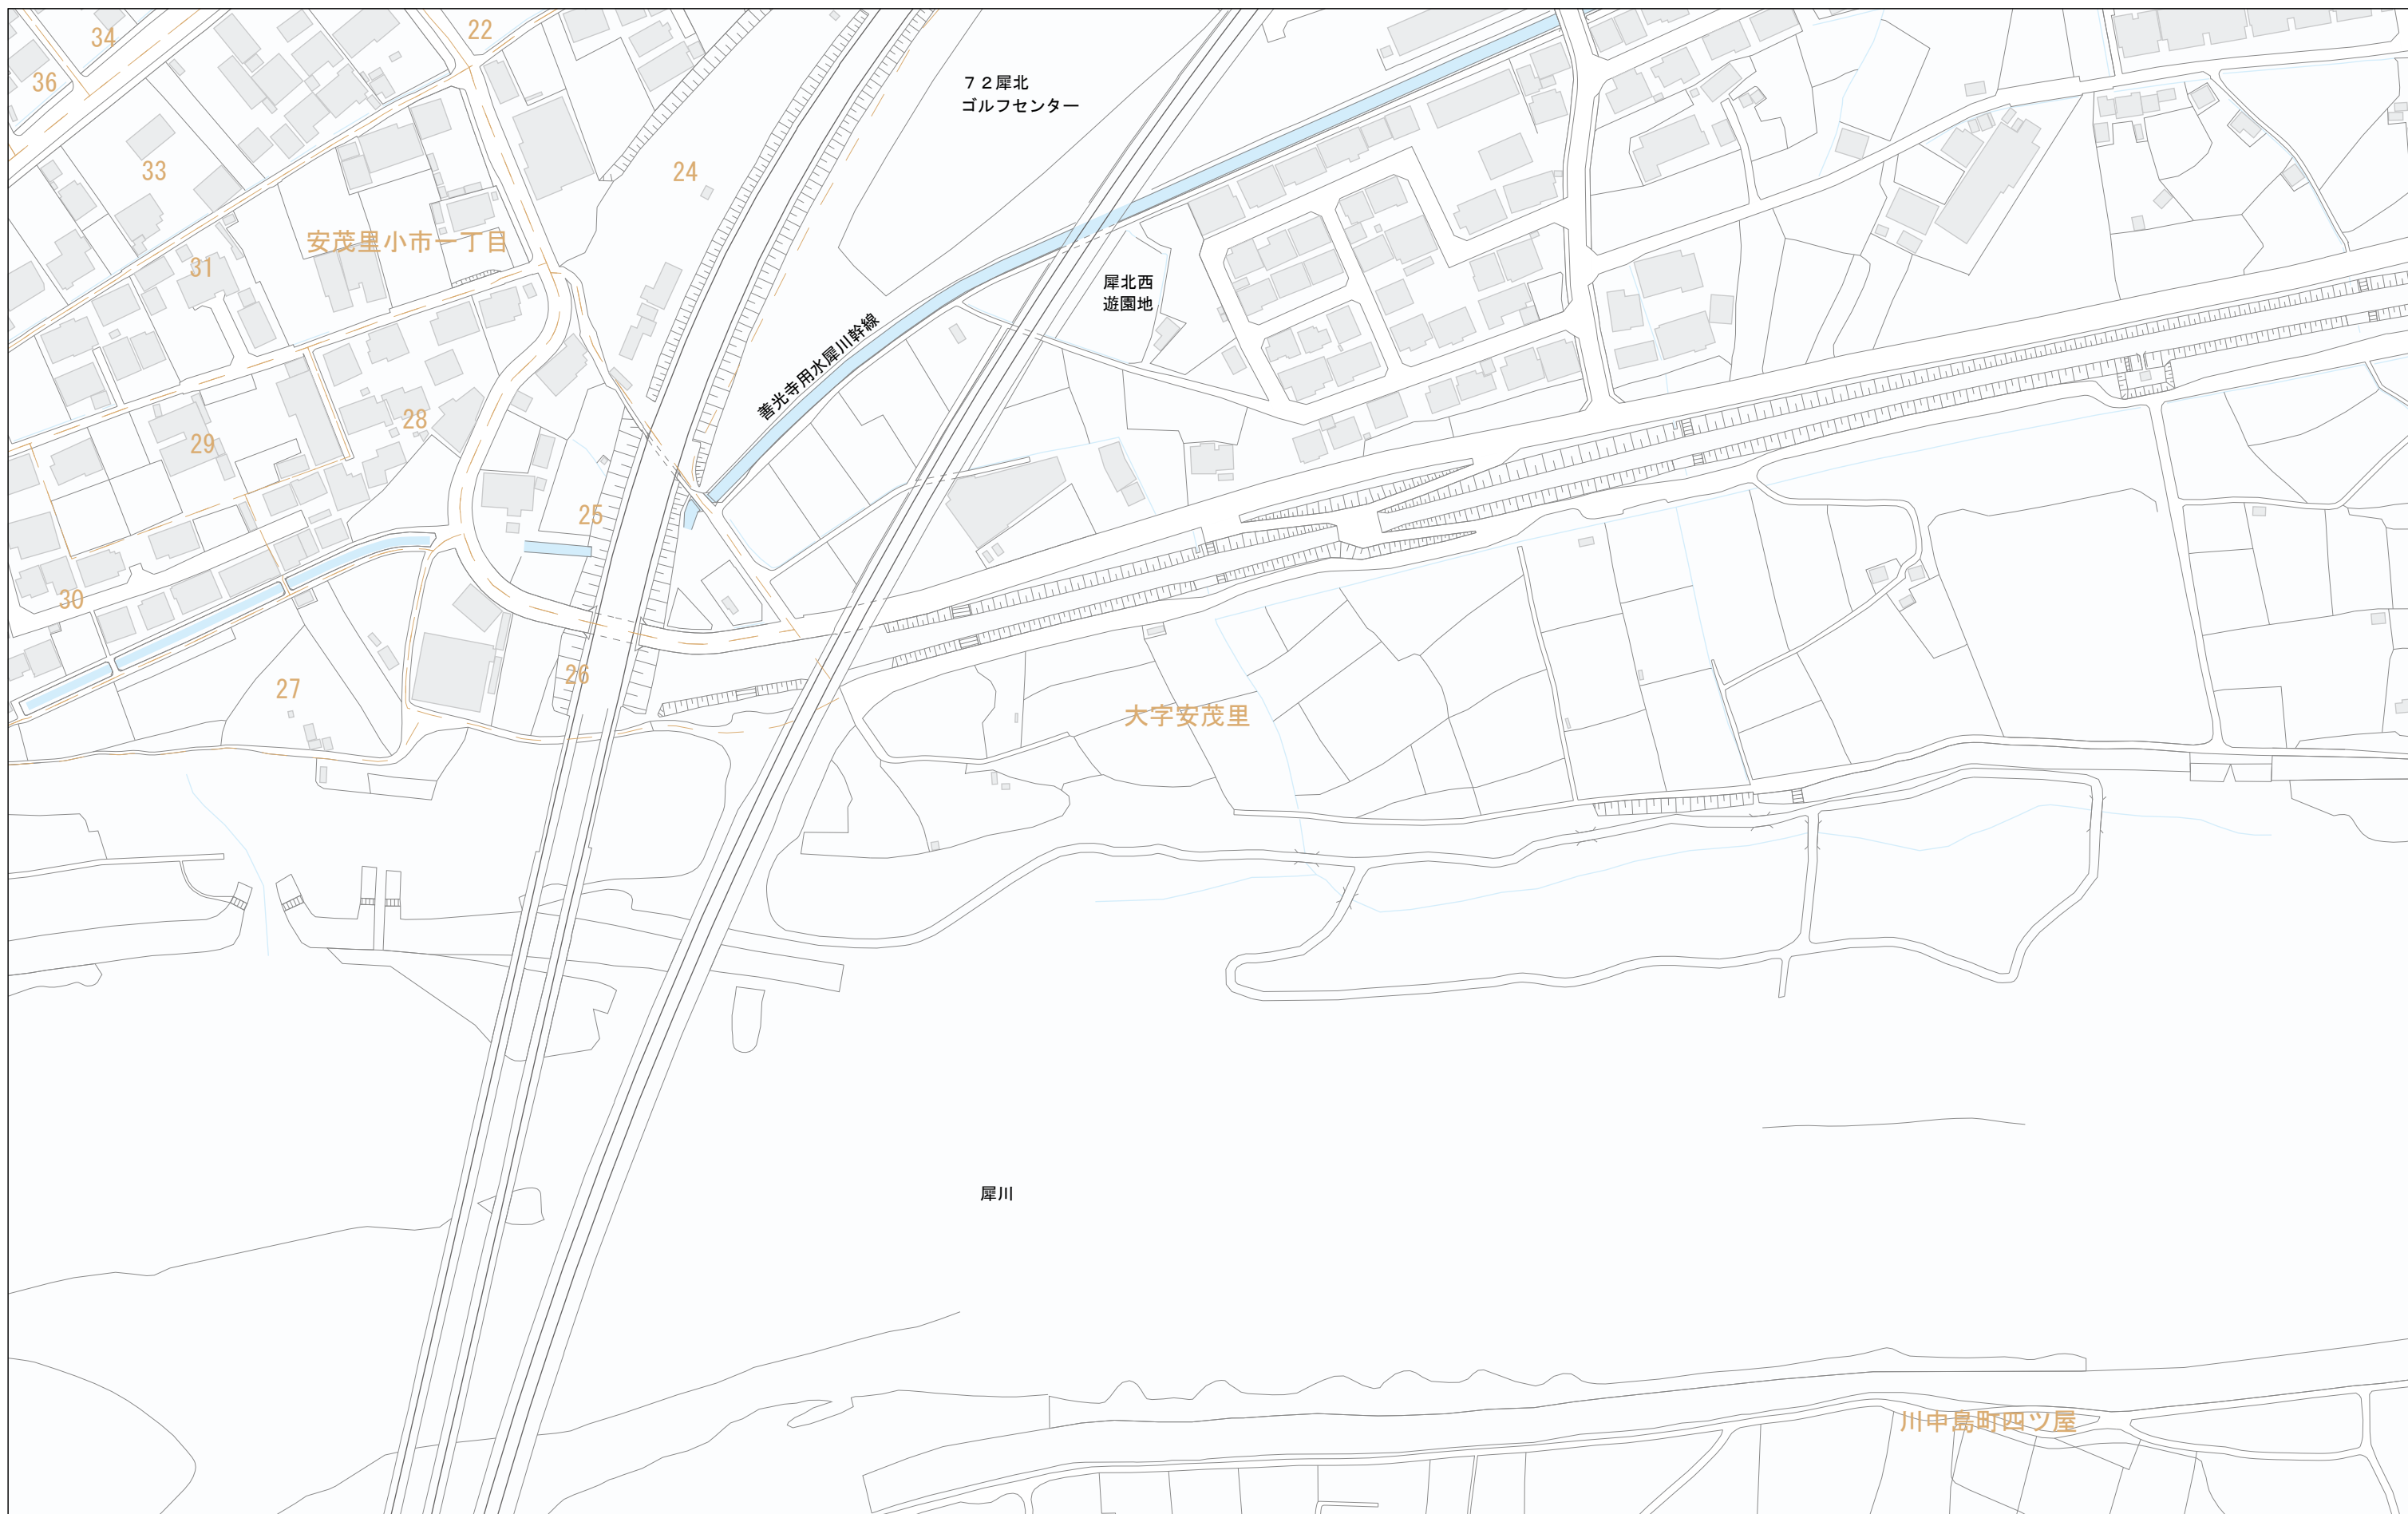 22
34
36
７２犀北
ゴルフセンター
33
24
安茂里小市一丁目
31
犀北西
遊園地
善光寺用水犀川幹線
28
29
25
30
26
27
大字安茂里
犀川
川中島町四ツ屋